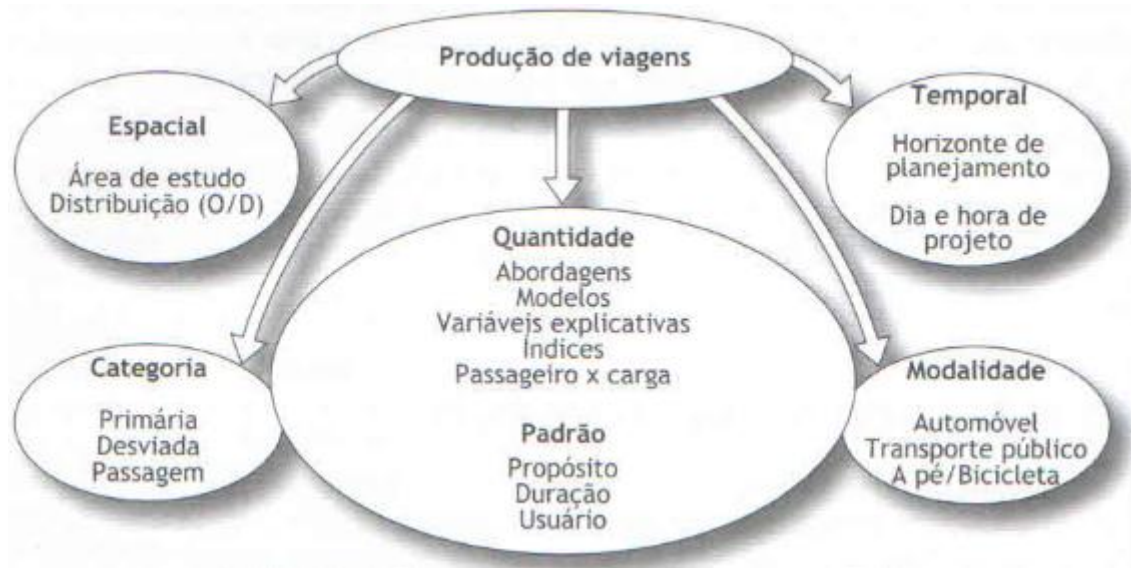 Produção de viagens
Espacial
Área de estudo
Distribuição (O/D)
Temporal
Horizonte de
planejamento
Dia e hora de
projeto
Quantidade
Abordagens
Modelos
Variáveis explicativas
Índices
Passageiro x carga
Padrão
Propósito
Duração
Usuário
Categoria
Primária
Desviada
Passagem
Modalidade
Automóvel
Transporte público
A pé/Bicicleta